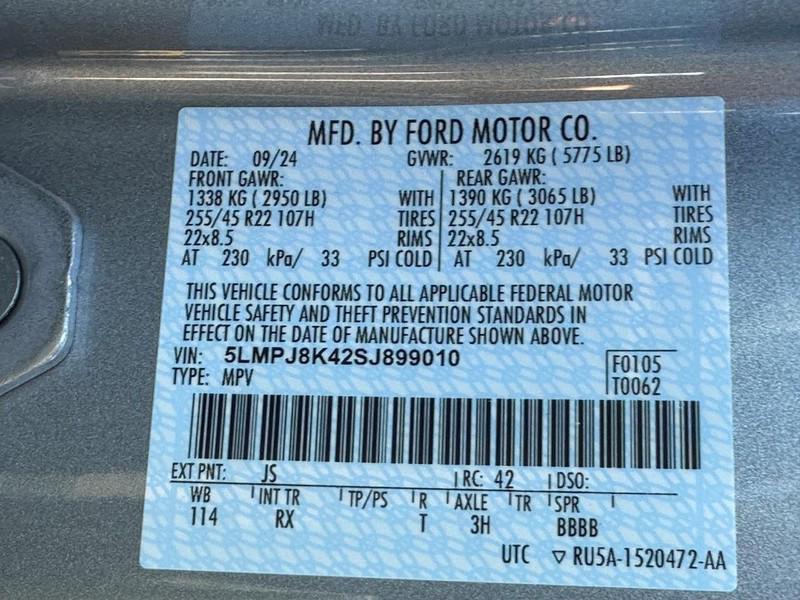 MFD. BY FORD MOTOR CO.
MFD. BY FORD MOTOR CO.
DATE: 09/24 GVWR: 2619 KG ( 5775 LB)
FRONT GAWR: REAR GAWR:
1338 KG ( 2950 LB) WITH 1390 KG ( 3065 LB) WITH
255/45 R22 107H TIRES 255/45 R22 107H TIRES
22x8.5 RIMS 22x8.5 RIMS
AT 230 kPa/ 33 PSI COLD AT 230 kPa/ 33 PSI COLD
THIS VEHICLE CONFORMS TO ALL APPLICABLE FEDERAL MOTOR
VEHICLE SAFETY AND THEFT PREVENTION STANDARDS IN
EFFECT ON THE DATE OF MANUFACTURE SHOWN ABOVE.
VIN: 5LMPJ8K42SJ899010 F0105
TYPE: MPV T0062
EXT PNT: JS RC: 42 DSO:
WB INT TR TP/PS R AXLE TR SPR
114 RX T 3H BBBB
UTC ▽ RU5A-1520472-AA